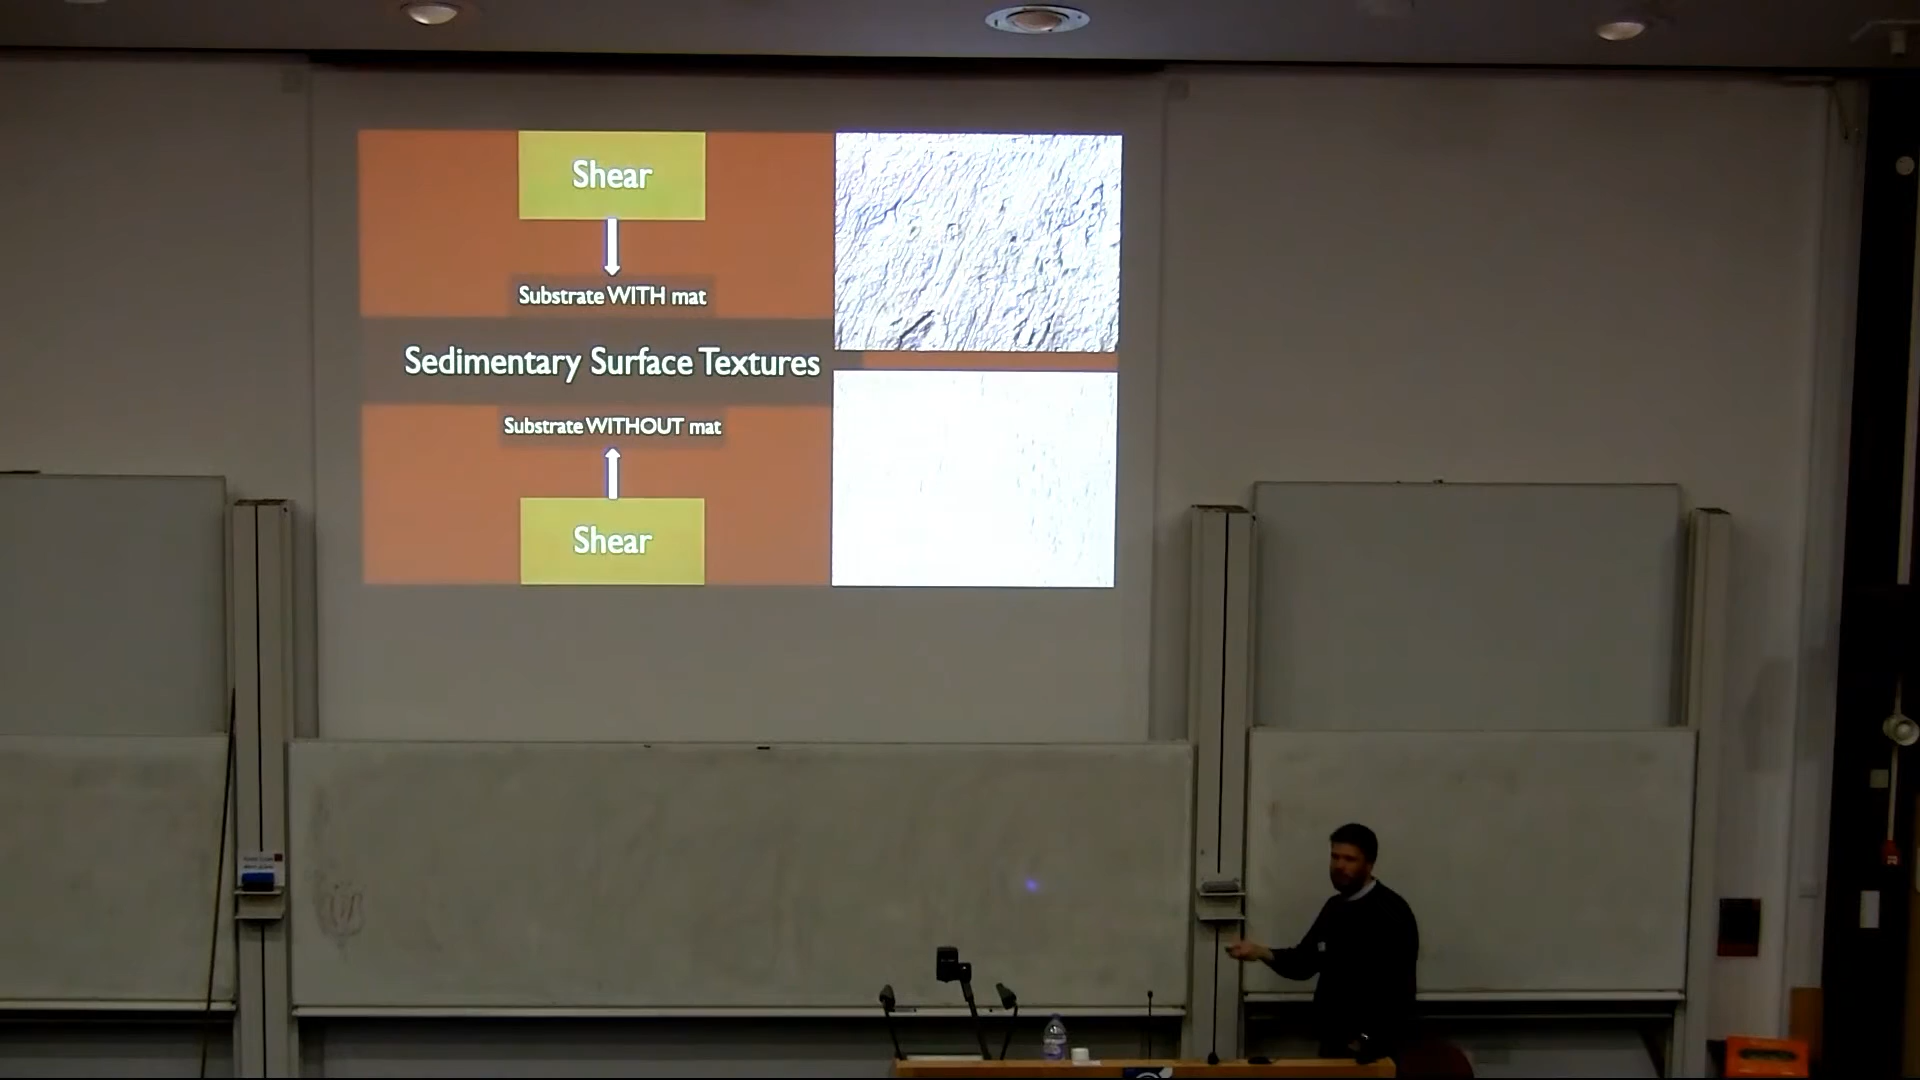 Shear
Substrate WITH mat
Sedimentary Surface Textures
Substrate WITHOUT mat
Shear